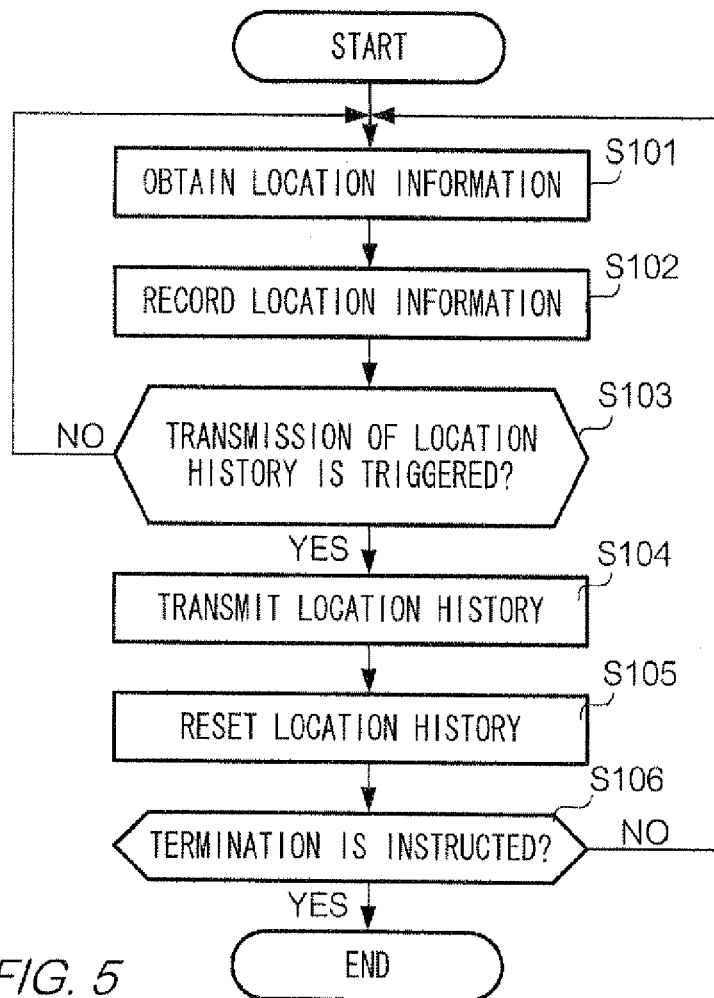 START
S101
OBTAIN LOCATION INFORMATION
S102
RECORD LOCATION INFORMATION
S103
NO
TRANSMISSION OF LOCATION
HISTORY IS TRIGGERED?
YES
S104
TRANSMIT LOCATION HISTORY
S105
RESET LOCATION HISTORY
S106
TERMINATION IS INSTRUCTED?
NO
YES
END
FIG. 5